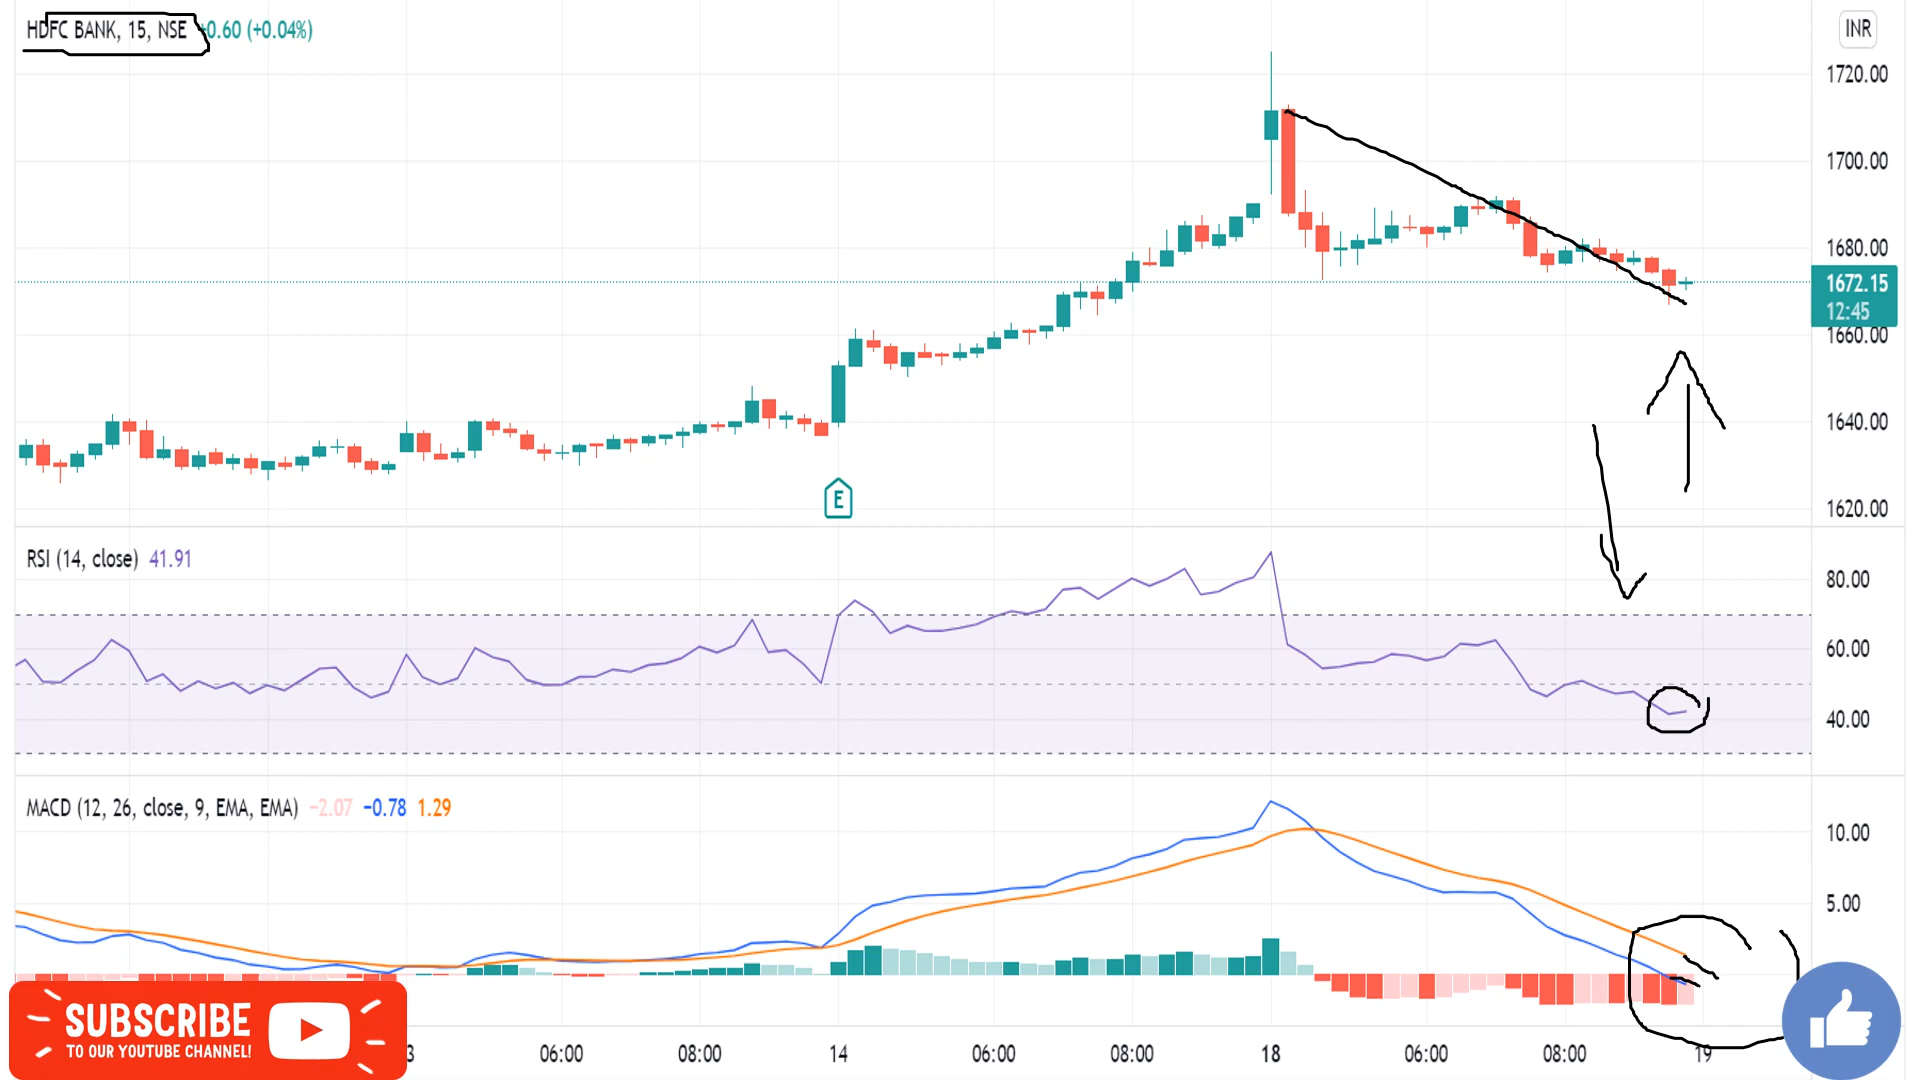 HDFC BANK, 15, NSE +0.60 (+0.04%)
INR
1720.00
1700.00
1680.00
1672.15
12:45
1660.00
1640.00
E
1620.00
RSI (14, close) 41.91
80.00
60.00
40.00
MACD (12, 26, close, 9, EMA, EMA) −2.07 −0.78 1.29
10.00
5.00
SUBSCRIBE
TO OUR YOUTUBE CHANNEL!
3 06:00 08:00 14 06:00 08:00 18 06:00 08:00 19